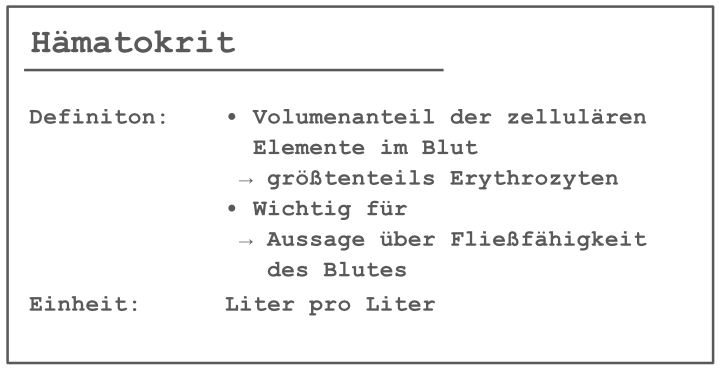 Hämatokrit
Definiton: • Volumenanteil der zellulären
Elemente im Blut
→ größtenteils Erythrozyten
• Wichtig für
→ Aussage über Fließfähigkeit
des Blutes
Einheit: Liter pro Liter